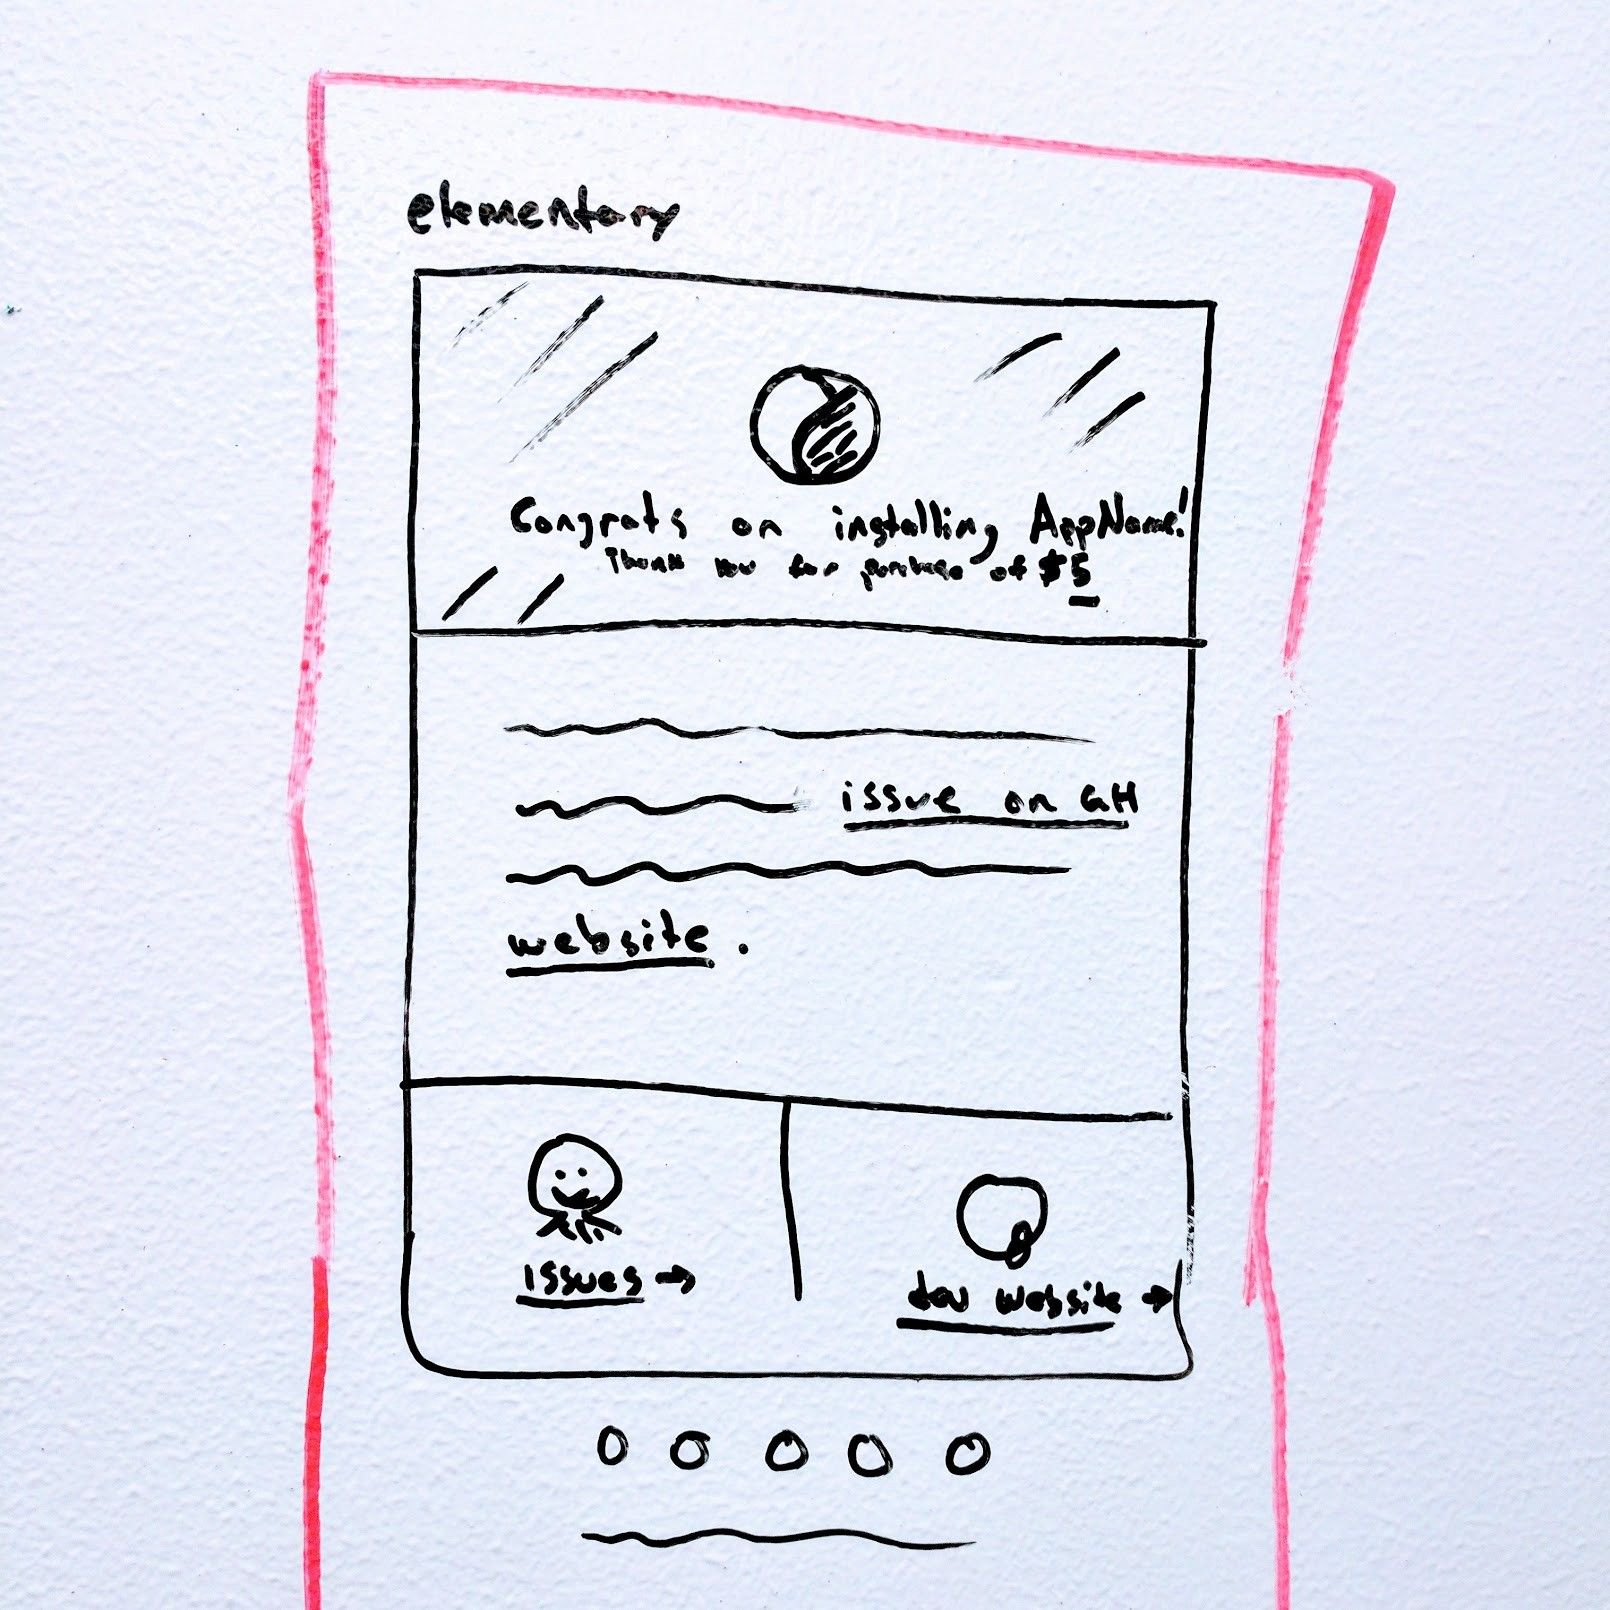 elementary
Congrats on installing AppName!
Thank you for purchase of $5
issue on GH
website.
issues →
dev website →